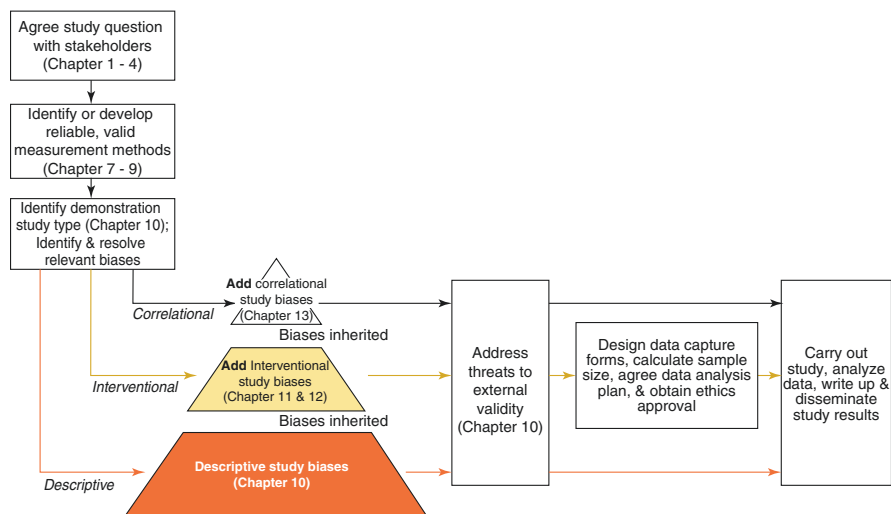 Agree study question
with stakeholders
(Chapter 1 - 4)
Identify or develop
reliable, valid
measurement methods
(Chapter 7 - 9)
Identify demonstration
study type (Chapter 10);
Identify & resolve
relevant biases
Correlational
Add correlational
study biases
(Chapter 13)
Biases inherited
Interventional
Add Interventional
study biases
(Chapter 11 & 12)
Biases inherited
Descriptive
Descriptive study biases
(Chapter 10)
Address
threats to
external
validity
(Chapter 10)
Design data capture
forms, calculate sample
size, agree data analysis
plan, & obtain ethics
approval
Carry out
study, analyze
data, write up &
disseminate
study results